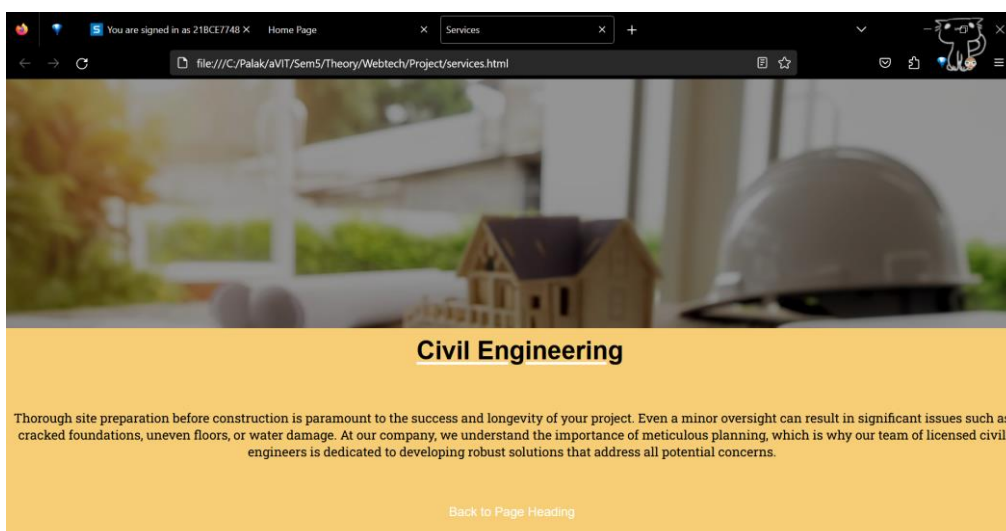 S You are signed in as 21BCE7748
Home Page
Services
file:///C:/Palak/aVIT/Sem5/Theory/Webtech/Project/services.html
Civil Engineering
Thorough site preparation before construction is paramount to the success and longevity of your project. Even a minor oversight can result in significant issues such as
cracked foundations, uneven floors, or water damage. At our company, we understand the importance of meticulous planning, which is why our team of licensed civil
engineers is dedicated to developing robust solutions that address all potential concerns.
Back to Page Heading